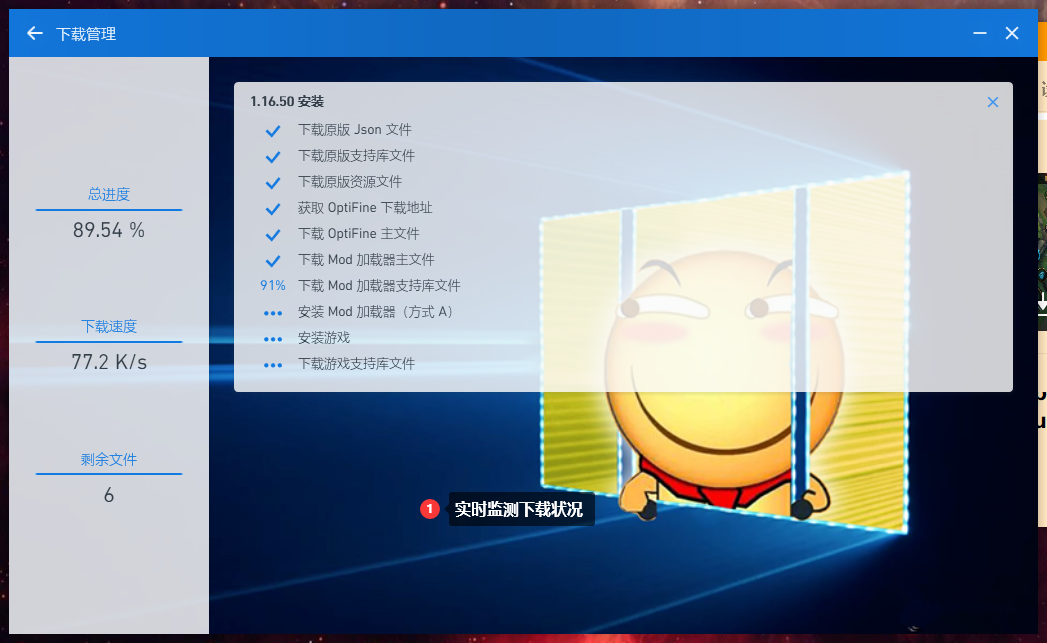 下载管理
总进度
89.54 %
下载速度
77.2 K/s
剩余文件
6
1.16.50 安装
下载原版 Json 文件
下载原版支持库文件
下载原版资源文件
获取 OptiFine 下载地址
下载 OptiFine 主文件
下载 Mod 加载器主文件
91% 下载 Mod 加载器支持库文件
安装 Mod 加载器（方式 A）
安装游戏
下载游戏支持库文件
1 实时监测下载状况